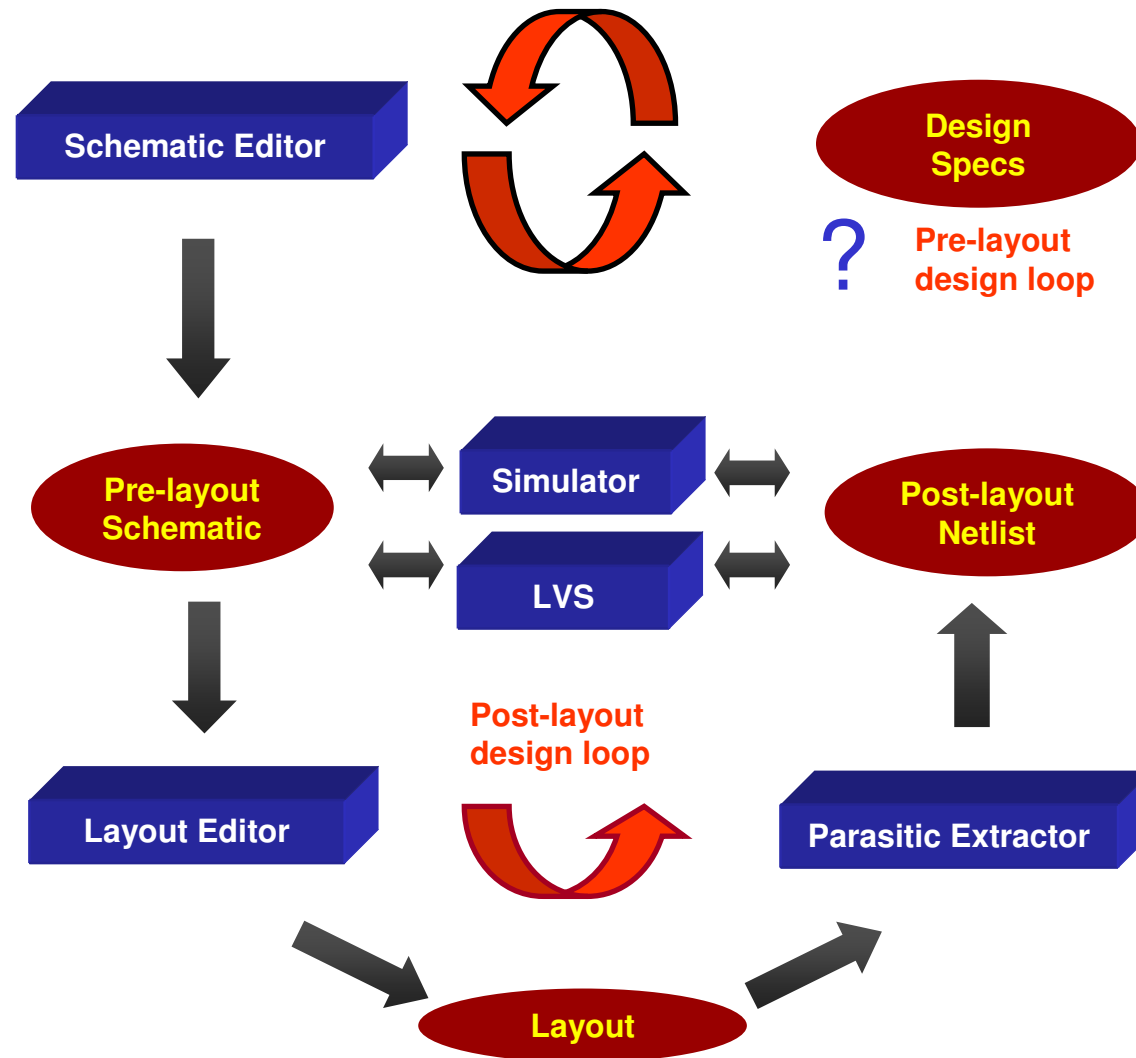 Schematic Editor
Design
Specs
?
Pre-layout
design loop
Pre-layout
Schematic
Simulator
LVS
Post-layout
Netlist
Post-layout
design loop
Layout Editor
Parasitic Extractor
Layout